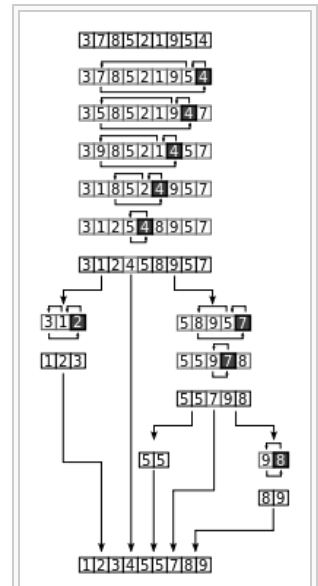 3 7 8 5 2 1 9 5 4
3 7 8 5 2 1 9 5 4
3 5 8 5 2 1 9 4 7
3 9 8 5 2 1 4 5 7
3 1 8 5 2 4 9 5 7
3 1 2 5 4 8 9 5 7
3 1 2 4 5 8 9 5 7
3 1 2 5 8 9 5 7
1 2 3 5 5 9 7 8
5 5 7 9 8
5 5 9 8
8 9
1 2 3 4 5 5 7 8 9